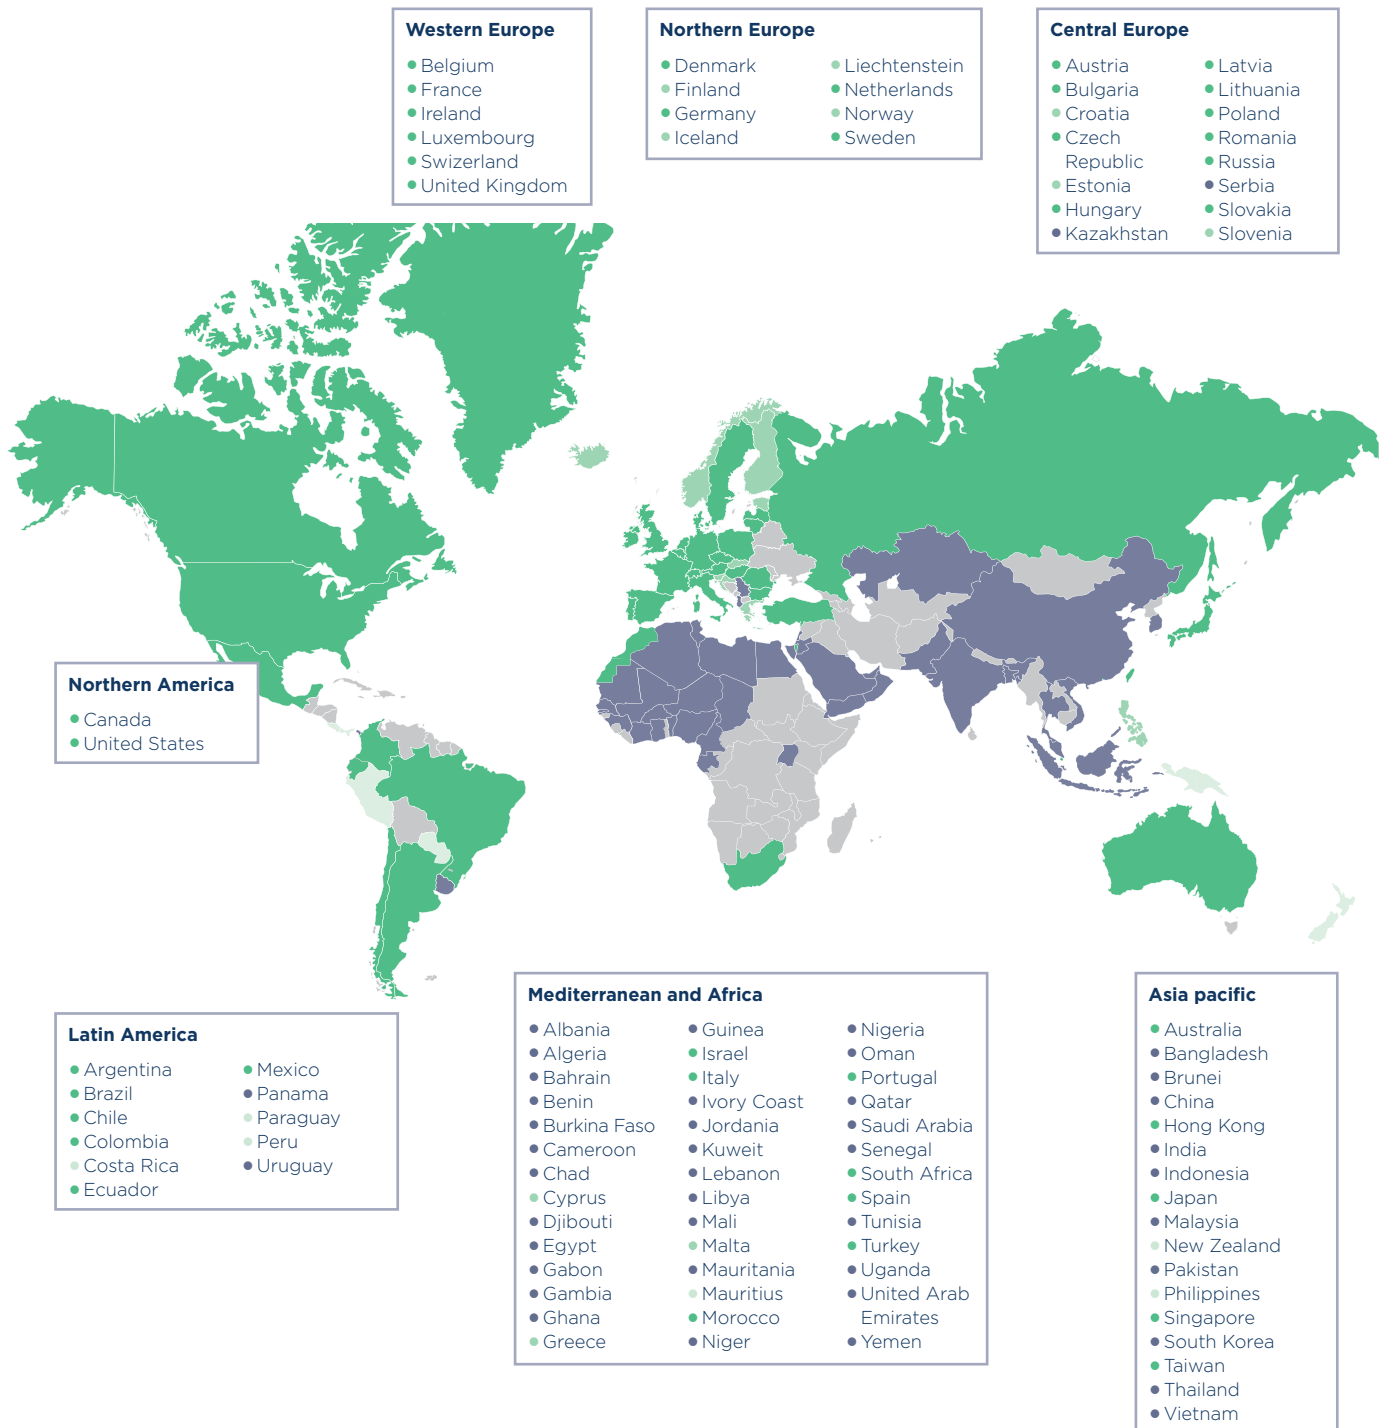 Western Europe
Belgium
France
Ireland
Luxembourg
Swizerland
United Kingdom
Northern Europe
Denmark
Finland
Germany
Iceland
Liechtenstein
Netherlands
Norway
Sweden
Central Europe
Austria
Bulgaria
Croatia
Czech
Republic
Estonia
Hungary
Kazakhstan
Latvia
Lithuania
Poland
Romania
Russia
Serbia
Slovakia
Slovenia
Northern America
Canada
United States
Latin America
Argentina
Brazil
Chile
Colombia
Costa Rica
Ecuador
Mexico
Panama
Paraguay
Peru
Uruguay
Mediterranean and Africa
Albania
Algeria
Bahrain
Benin
Burkina Faso
Cameroon
Chad
Cyprus
Djibouti
Egypt
Gabon
Gambia
Ghana
Greece
Guinea
Israel
Italy
Ivory Coast
Jordania
Kuweit
Lebanon
Libya
Mali
Malta
Mauritania
Mauritius
Morocco
Niger
Nigeria
Oman
Portugal
Qatar
Saudi Arabia
Senegal
South Africa
Spain
Tunisia
Turkey
Uganda
United Arab
Emirates
Yemen
Asia pacific
Australia
Bangladesh
Brunei
China
Hong Kong
India
Indonesia
Japan
Malaysia
New Zealand
Pakistan
Philippines
Singapore
South Korea
Taiwan
Thailand
Vietnam